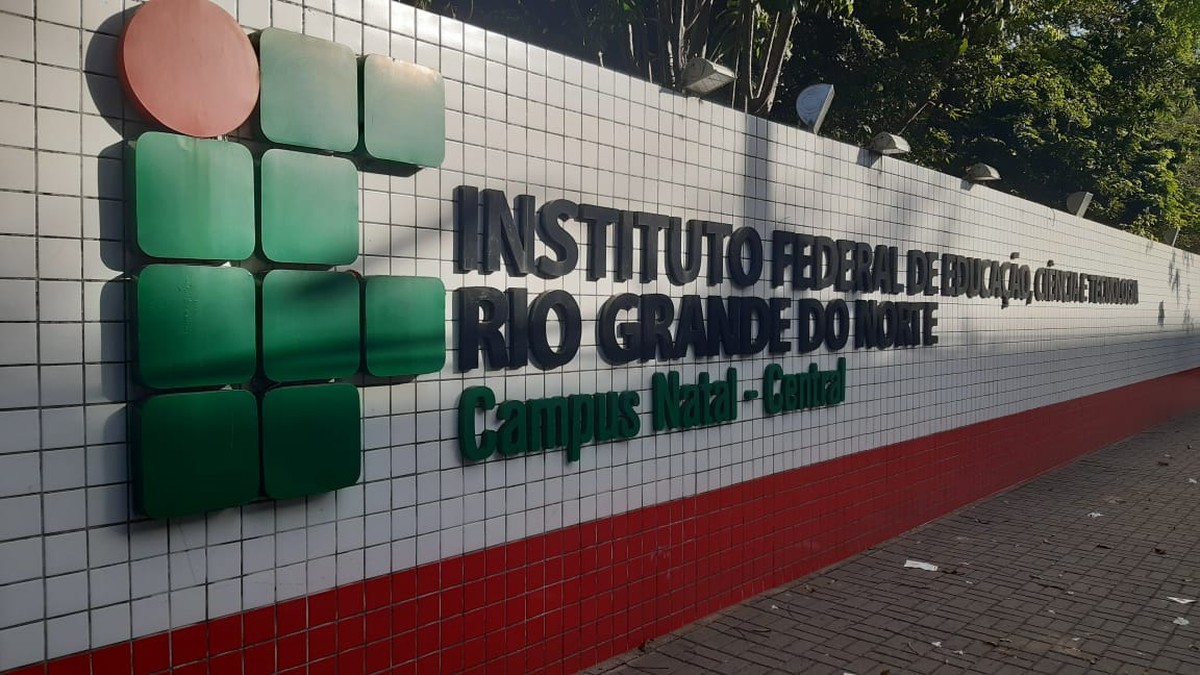 INSTITUTO FEDERAL DE EDUCAÇÃO, CIÊNCIA E TECNOLOGIA
RIO GRANDE DO NORTE
Campus Natal - Central